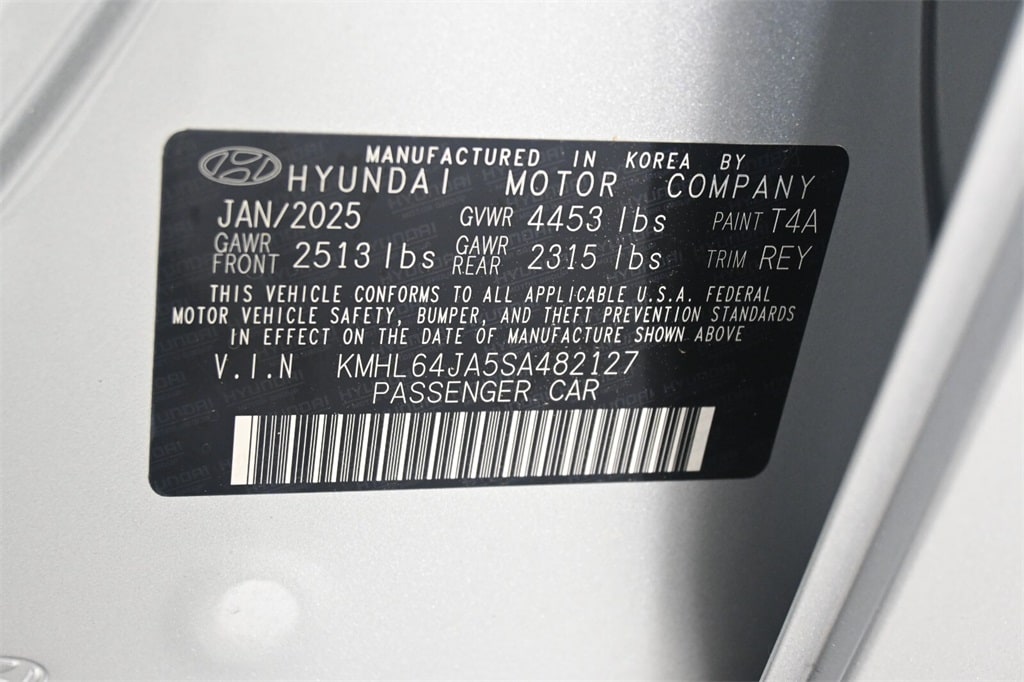 MANUFACTURED IN KOREA BY
HYUNDAI MOTOR COMPANY
JAN/2025 GVWR 4453 lbs PAINT T4A
GAWR FRONT 2513 lbs GAWR REAR 2315 lbs TRIM REY
THIS VEHICLE CONFORMS TO ALL APPLICABLE U.S.A. FEDERAL
MOTOR VEHICLE SAFETY, BUMPER, AND THEFT PREVENTION STANDARDS
IN EFFECT ON THE DATE OF MANUFACTURE SHOWN ABOVE
V.I.N KMHL64JA5SA482127
PASSENGER CAR